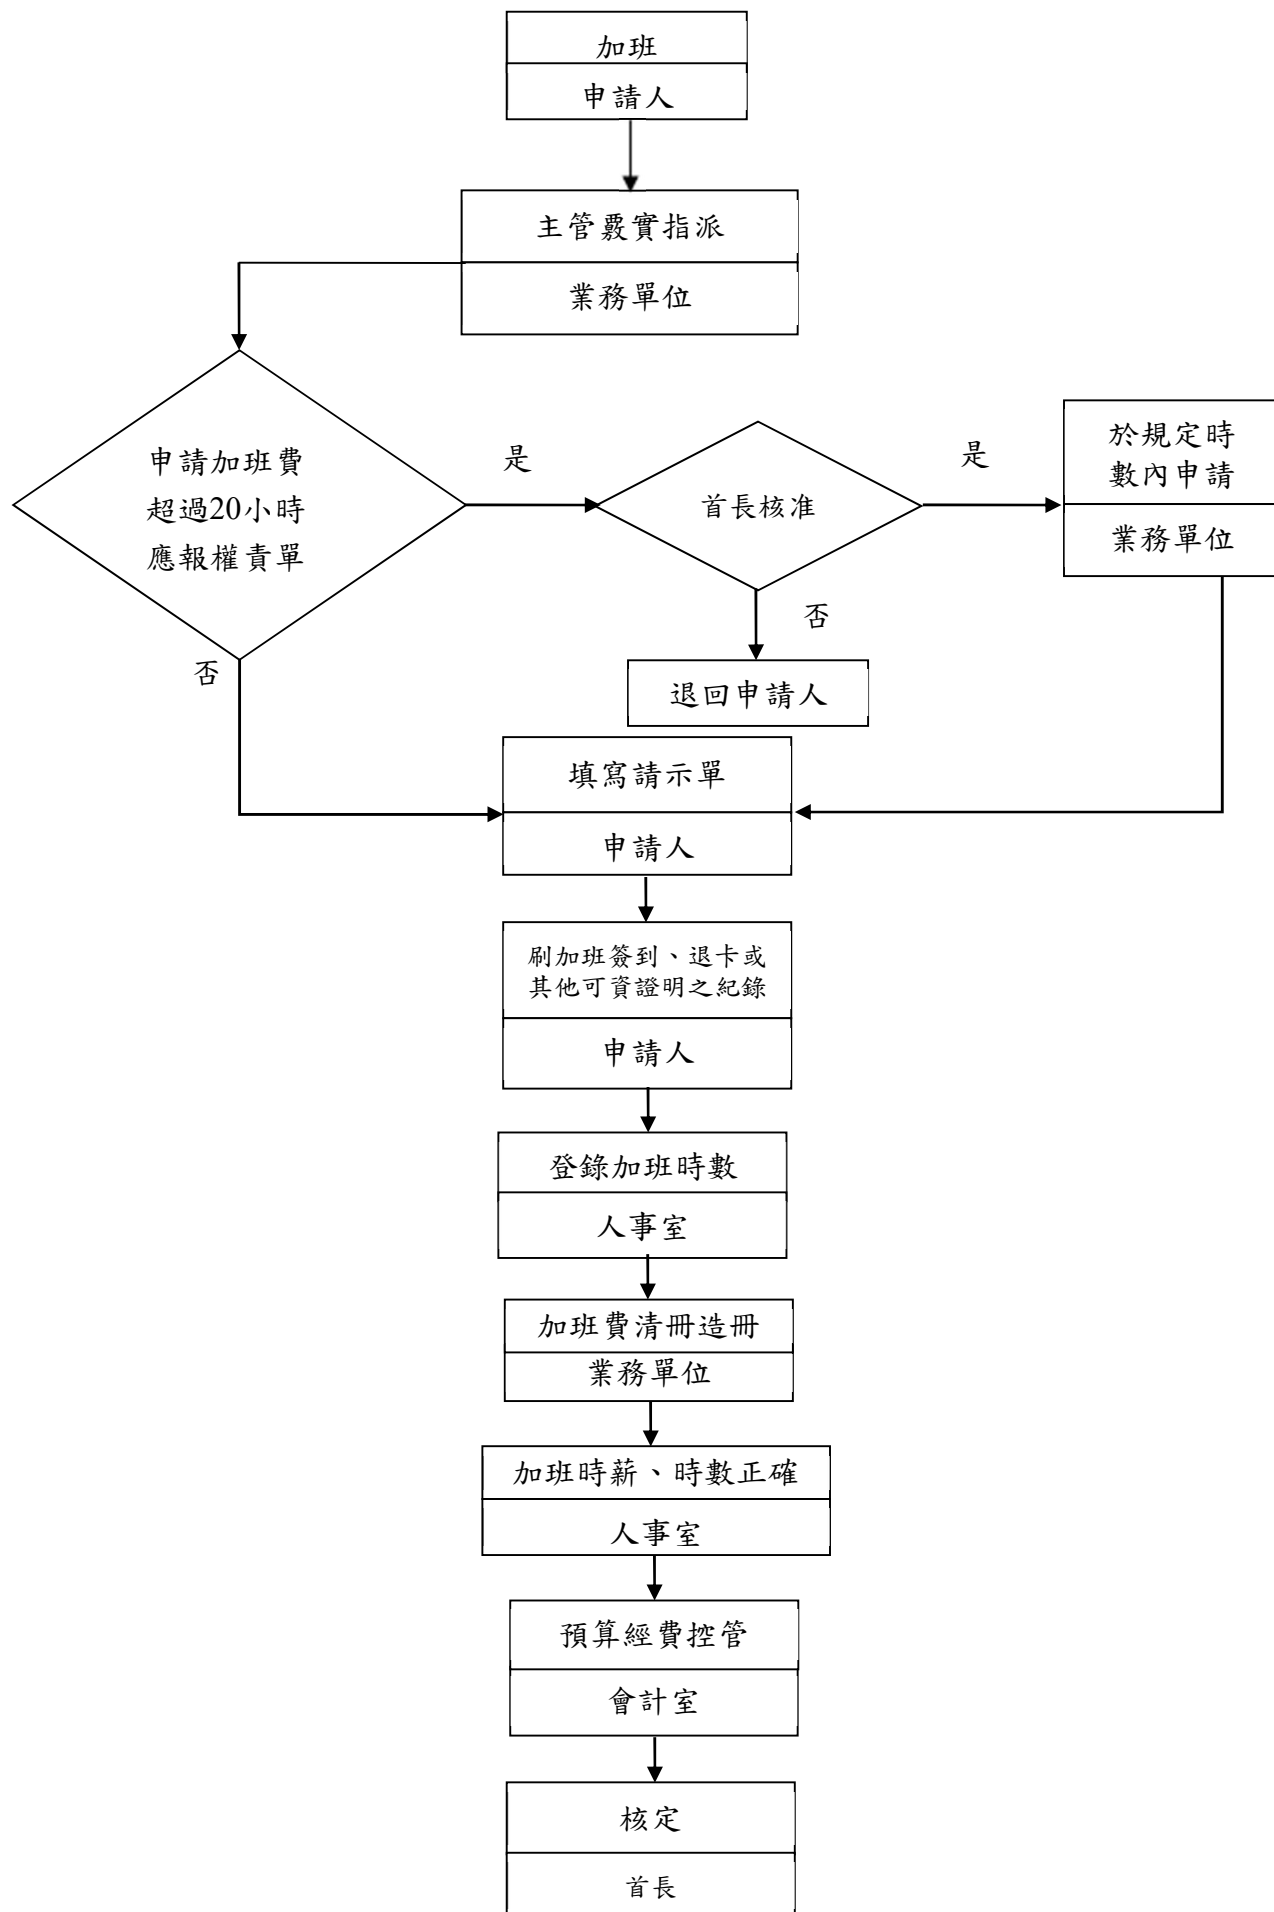 加班
申請人
主管覈實指派
業務單位
申請加班費
超過20小時
應報權責單
是
首長核准
是
於規定時
數內申請
業務單位
否
否
退回申請人
填寫請示單
申請人
刷加班簽到、退卡或
其他可資證明之紀錄
申請人
登錄加班時數
人事室
加班費清冊造冊
業務單位
加班時薪、時數正確
人事室
預算經費控管
會計室
核定
首長